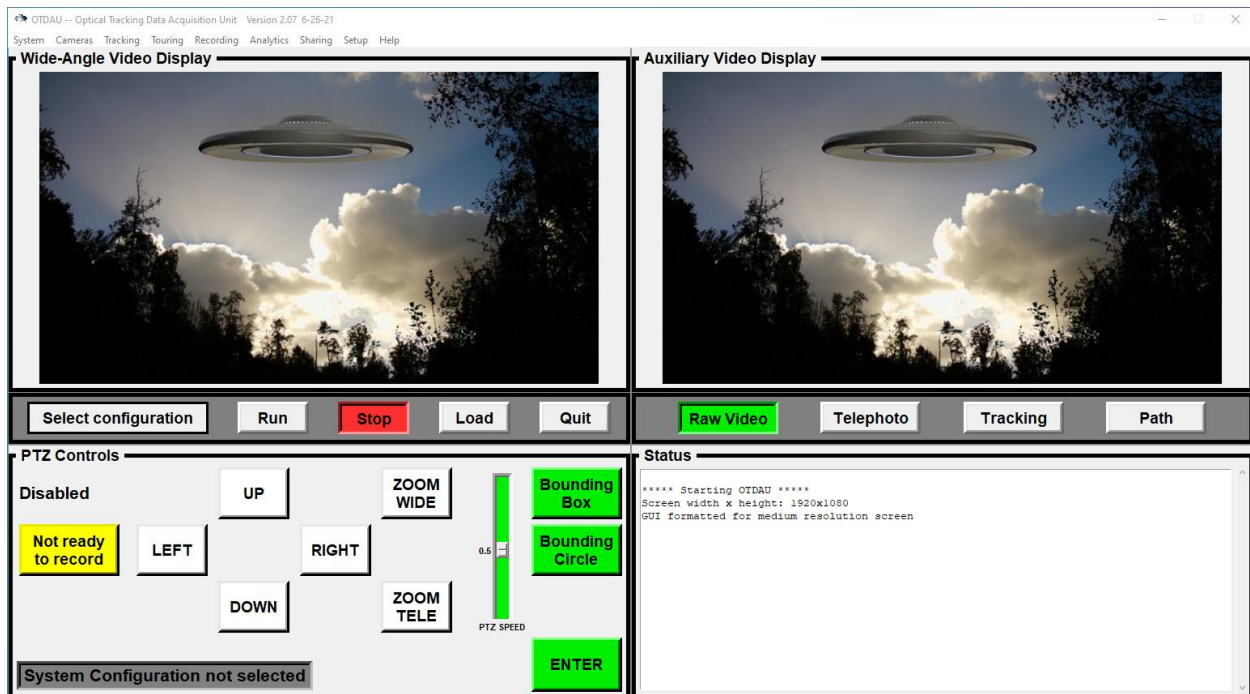 OTDAU -- Optical Tracking Data Acquisition Unit Version 2.07 6-26-21
System Cameras Tracking Touring Recording Analytics Sharing Setup Help
Wide-Angle Video Display
Auxiliary Video Display
Select configuration Run Stop Load Quit
Raw Video Telephoto Tracking Path
PTZ Controls
Disabled
UP
ZOOM
WIDE
Bounding
Box
Not ready
to record
LEFT
RIGHT
0.5
Bounding
Circle
DOWN
ZOOM
TELE
PTZ SPEED
System Configuration not selected
ENTER
Status
***** Starting OTDAU *****
Screen width x height: 1920x1080
GUI formatted for medium resolution screen